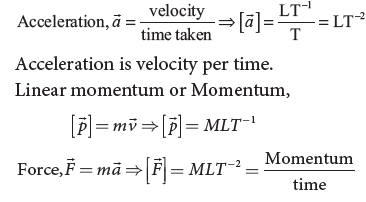 Acceleration, a⃗ = velocity / time taken ⇒ [a⃗] = LT⁻¹ / T = LT⁻²
Acceleration is velocity per time.
Linear momentum or Momentum,
[p⃗] = mv⃗ ⇒ [p⃗] = MLT⁻¹
Force, F⃗ = ma⃗ ⇒ [F⃗] = MLT⁻² = Momentum / time